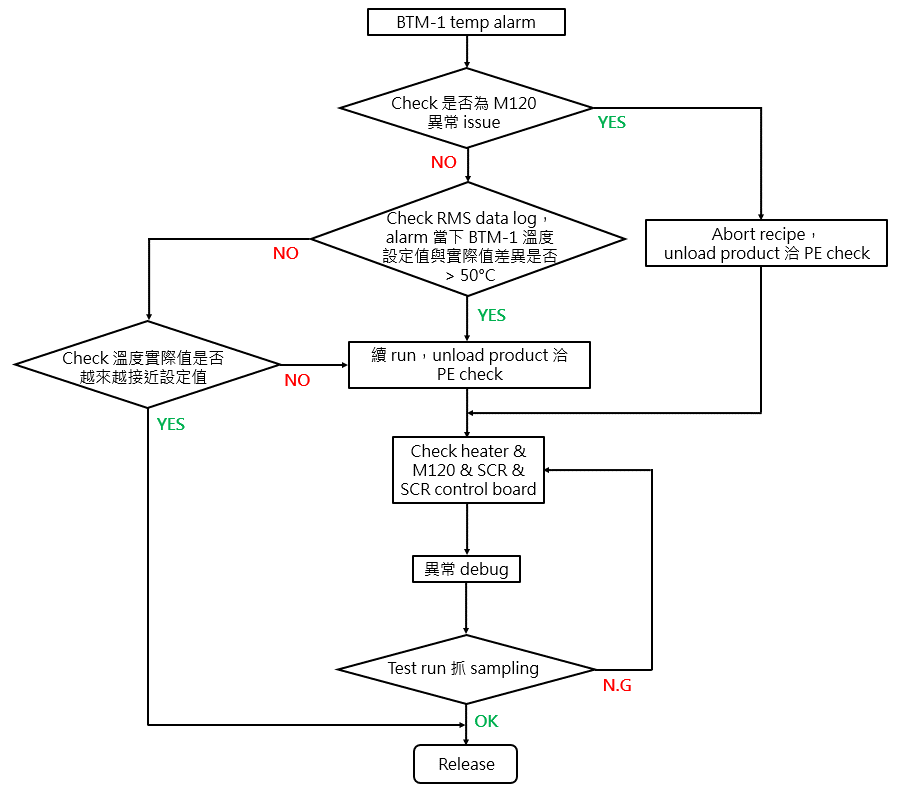 BTM-1 temp alarm
Check 是否為 M120
異常 issue
YES
NO
Check RMS data log，
alarm 當下 BTM-1 溫度
設定值與實際值差異是否
> 50°C
NO
YES
Abort recipe，
unload product 洽 PE check
Check 溫度實際值是否
越來越接近設定值
NO
YES
續 run，unload product 洽
PE check
Check heater &
M120 & SCR &
SCR control board
異常 debug
Test run 抓 sampling
N.G
OK
Release